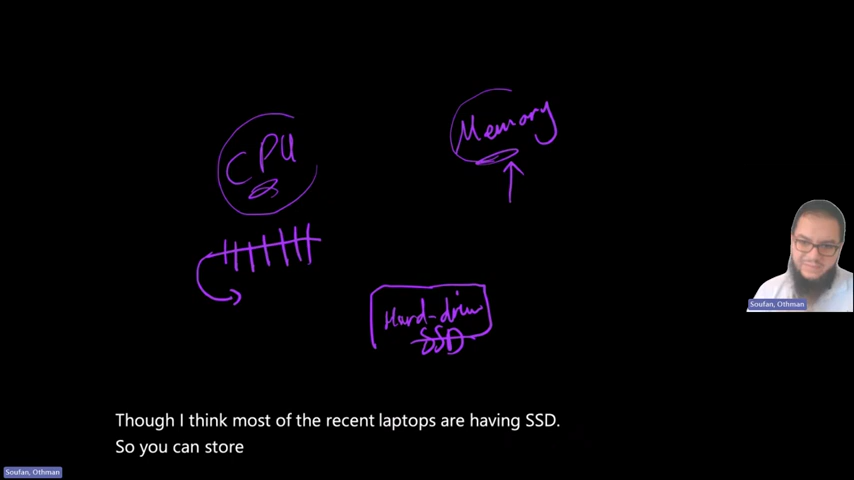 Memory
CPU
Hard-drive
SSD
Soufan, Othman
Though I think most of the recent laptops are having SSD.
So you can store
Soufan, Othman